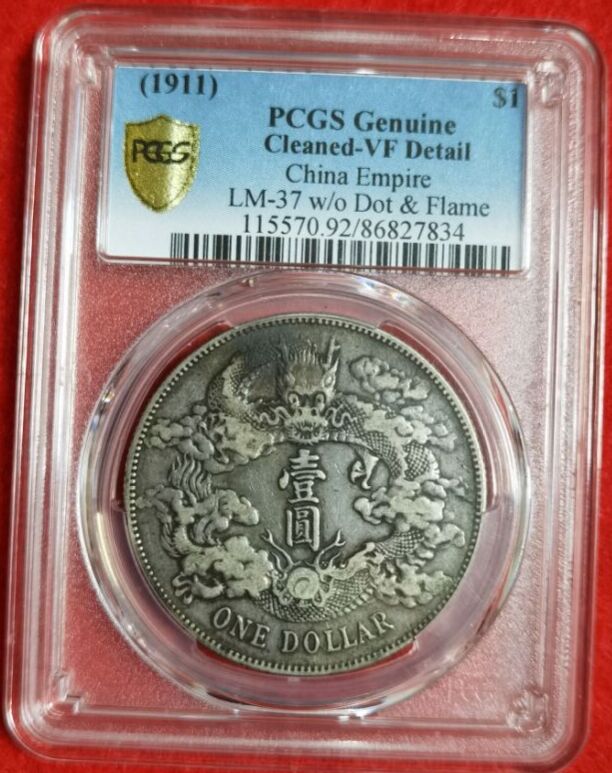 (1911) $1
PCGS
PCGS Genuine
Cleaned-VF Detail
China Empire
LM-37 w/o Dot & Flame
115570.92/86827834
壹
圓
ONE DOLLAR